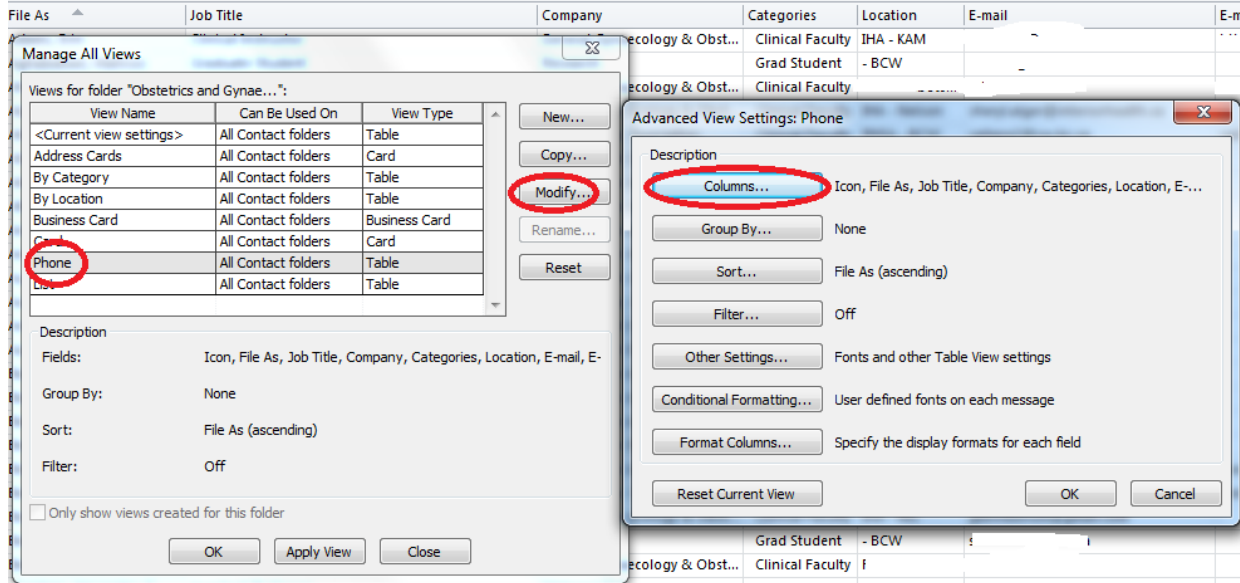 File As Job Title Company Categories Location E-mail E-m
ecology & Obst... Clinical Faculty IHA - KAM
Grad Student - BCW
ecology & Obst... Clinical Faculty
Manage All Views
Views for folder "Obstetrics and Gynae...":
View Name Can Be Used On View Type
<Current view settings> All Contact folders Table
Address Cards All Contact folders Card
By Category All Contact folders Table
By Location All Contact folders Table
Business Card All Contact folders Business Card
Card All Contact folders Card
Phone All Contact folders Table
List All Contact folders Table
New...
Copy...
Modify...
Rename...
Reset
Description
Fields: Icon, File As, Job Title, Company, Categories, Location, E-mail, E-
Group By: None
Sort: File As (ascending)
Filter: Off
Only show views created for this folder
OK Apply View Close
Advanced View Settings: Phone
Description
Columns... Icon, File As, Job Title, Company, Categories, Location, E-...
Group By... None
Sort... File As (ascending)
Filter... Off
Other Settings... Fonts and other Table View settings
Conditional Formatting... User defined fonts on each message
Format Columns... Specify the display formats for each field
Reset Current View OK Cancel
Grad Student - BCW
ecology & Obst... Clinical Faculty